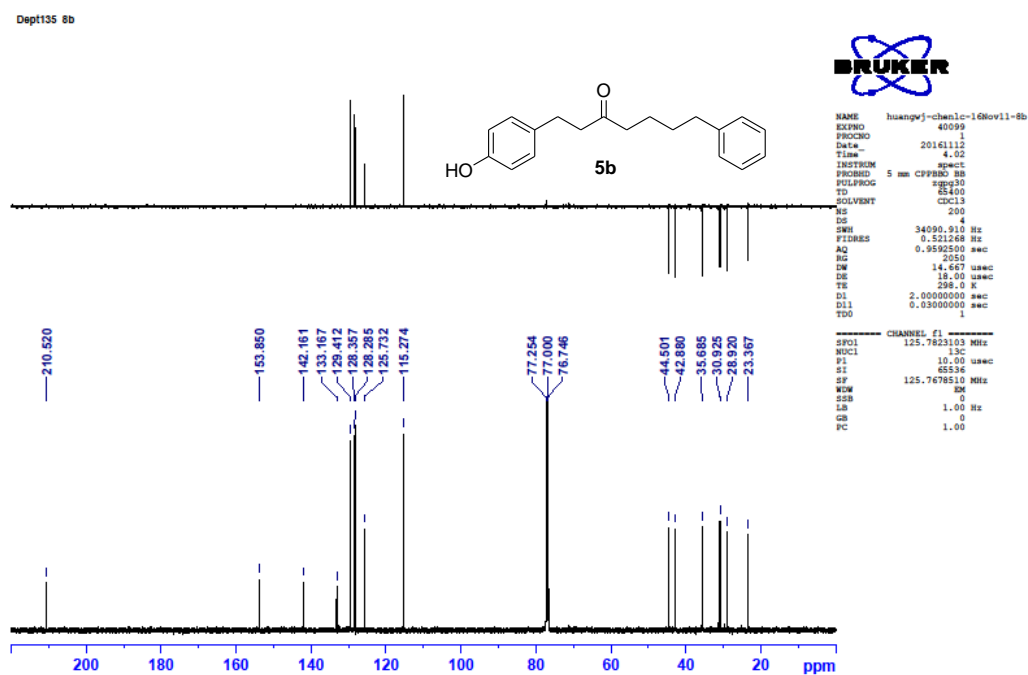 Dept135 8b
BRUKER
O
HO
5b
NAME huangwj-chenlc-16Nov11-8b
EXPNO 40099
PROCNO 1
Date_ 20161112
Time 4.02
INSTRUM spect
PROBHD 5 mm CPPBBO BB
PULPROG zgpg30
TD 65400
SOLVENT CDCl3
NS 200
DS 4
SWH 34090.910 Hz
FIDRES 0.521268 Hz
AQ 0.9592500 sec
RG 2050
DW 14.667 usec
DE 18.00 usec
TE 298.0 K
D1 2.00000000 sec
D11 0.03000000 sec
TD0 1
======== CHANNEL f1 ========
SFO1 125.7823103 MHz
NUC1 13C
P1 10.00 usec
SI 65536
SF 125.7678510 MHz
WDW EM
SSB 0
LB 1.00 Hz
GB 0
PC 1.00
210.520
153.850
142.161
133.167
129.412
128.357
128.285
125.732
115.274
77.254
77.000
76.746
44.501
42.880
35.685
30.925
28.920
23.367
200 180 160 140 120 100 80 60 40 20 ppm